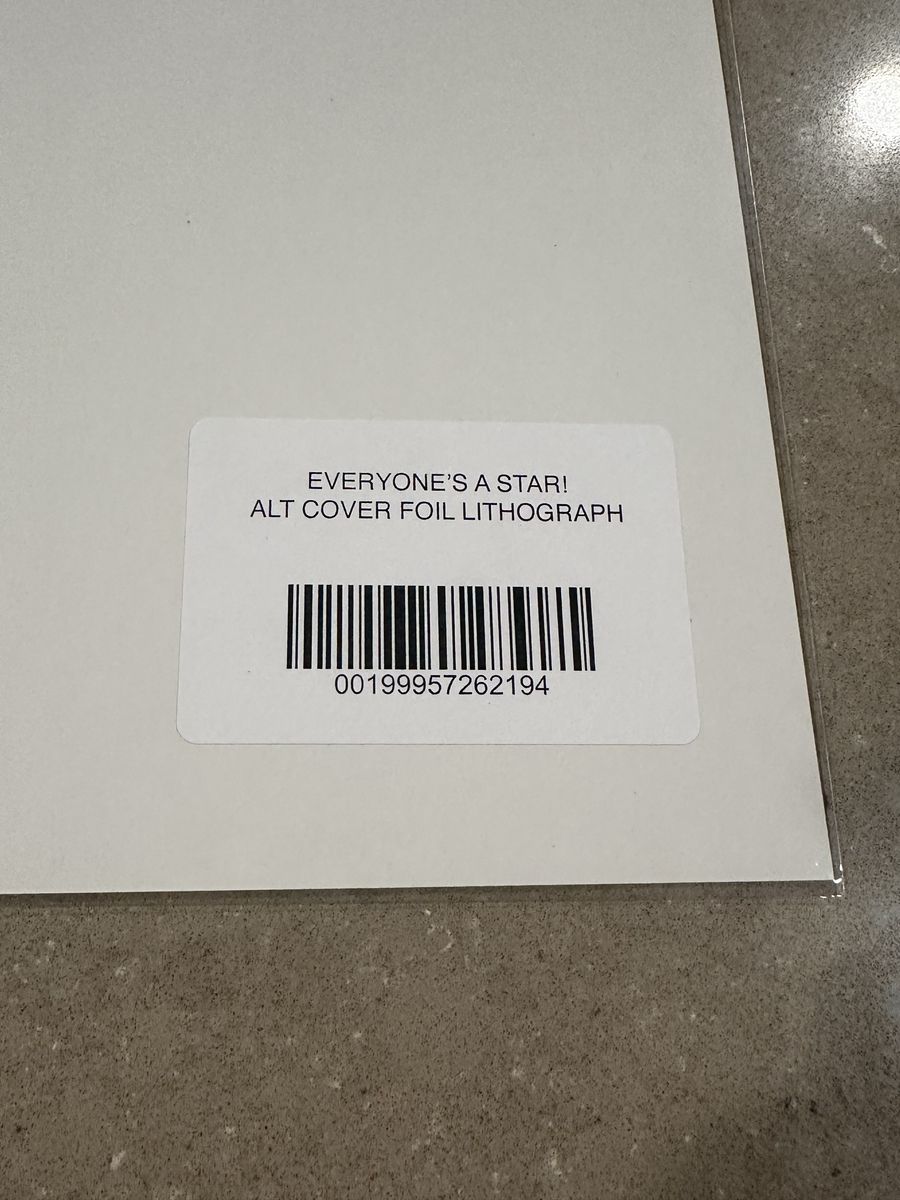 EVERYONE'S A STAR!
ALT COVER FOIL LITHOGRAPH
00199957262194